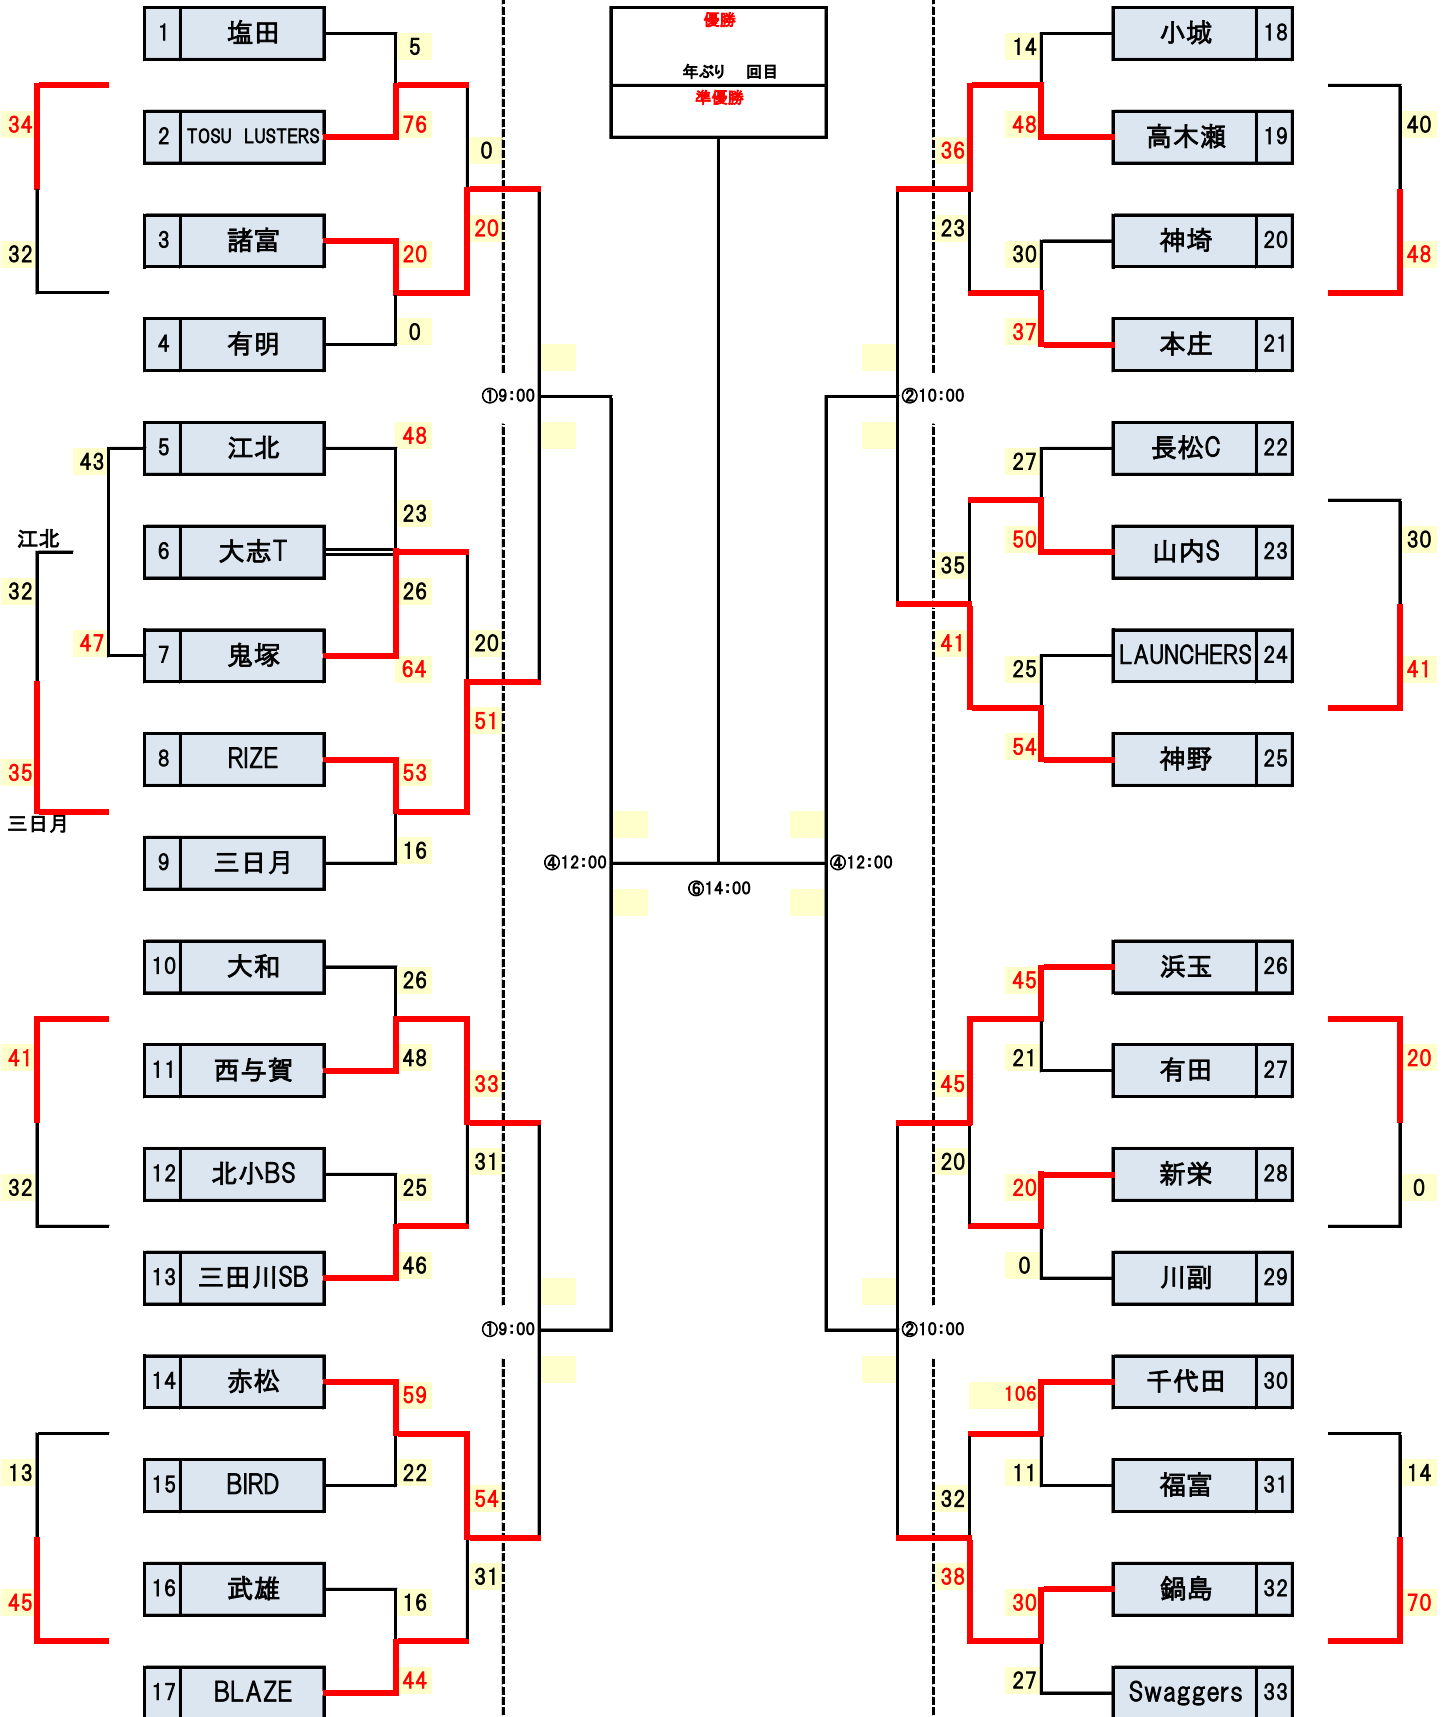 優勝
年ぶり 回目
準優勝
1 塩田
5
34
2 TOSU LUSTERS
76
0
32
3 諸富
20
20
4 有明
0
①9:00
5 江北
48
43
23
江北
6 大志T
32
26
47
7 鬼塚
64
20
51
8 RIZE
53
35
三日月
9 三日月
16
④12:00
10 大和
26
41
11 西与賀
48
33
31
32
12 北小BS
25
13 三田川SB
46
①9:00
14 赤松
59
13
15 BIRD
22
54
45
16 武雄
16
31
17 BLAZE
44
⑥14:00
小城 18
14
40
高木瀬 19
48
36
23
48
神埼 20
30
本庄 21
37
②10:00
長松C 22
27
30
山内S 23
50
35
41
LAUNCHERS 24
25
41
神野 25
54
④12:00
浜玉 26
45
20
有田 27
21
45
20
0
新栄 28
20
川副 29
0
②10:00
千代田 30
106
14
福富 31
11
32
38
70
鍋島 32
30
Swaggers 33
27